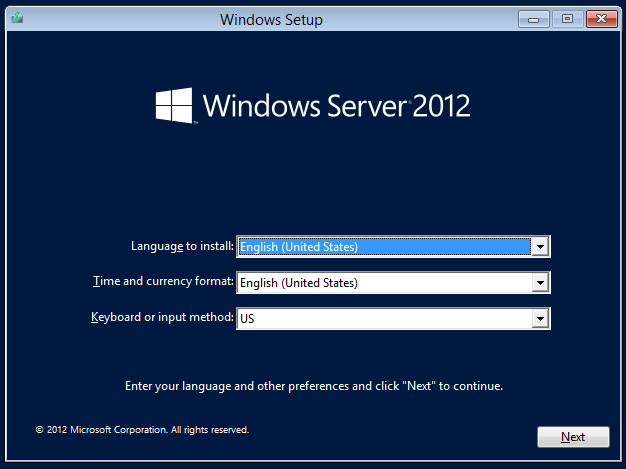 Windows Setup
Windows Server 2012
Language to install: English (United States)
Time and currency format: English (United States)
Keyboard or input method: US
Enter your language and other preferences and click "Next" to continue.
© 2012 Microsoft Corporation. All rights reserved.
Next